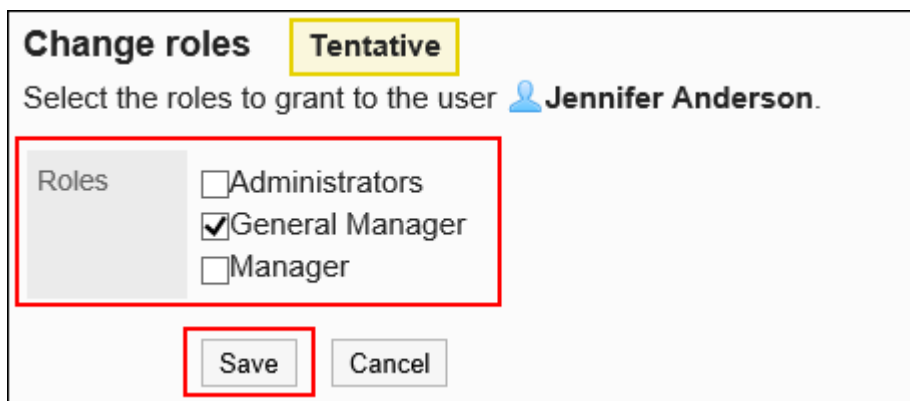 Change roles Tentative
Select the roles to grant to the user Jennifer Anderson.
Roles Administrators
General Manager
Manager
Save Cancel